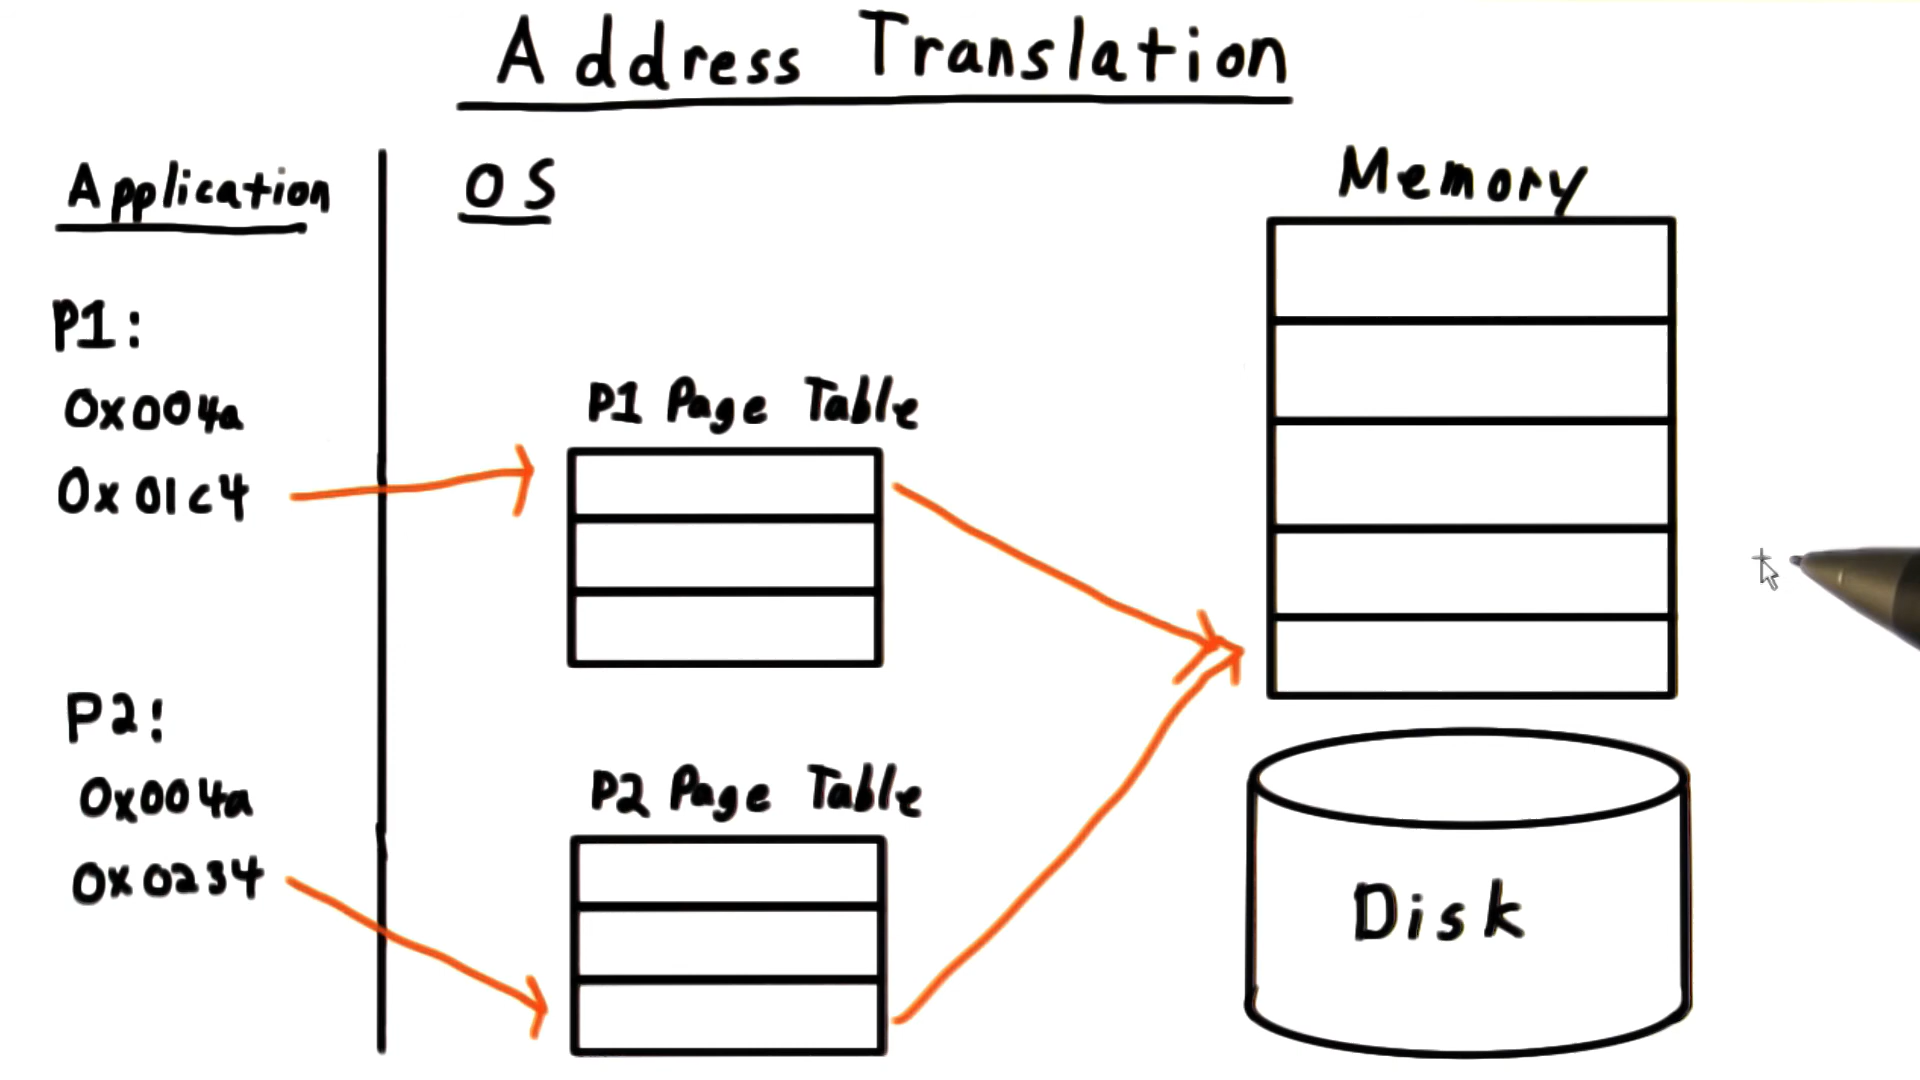 Address Translation
Application
OS
Memory
P1:
0x004a
0x01c4
P1 Page Table
P2:
0x004a
0x0234
P2 Page Table
Disk